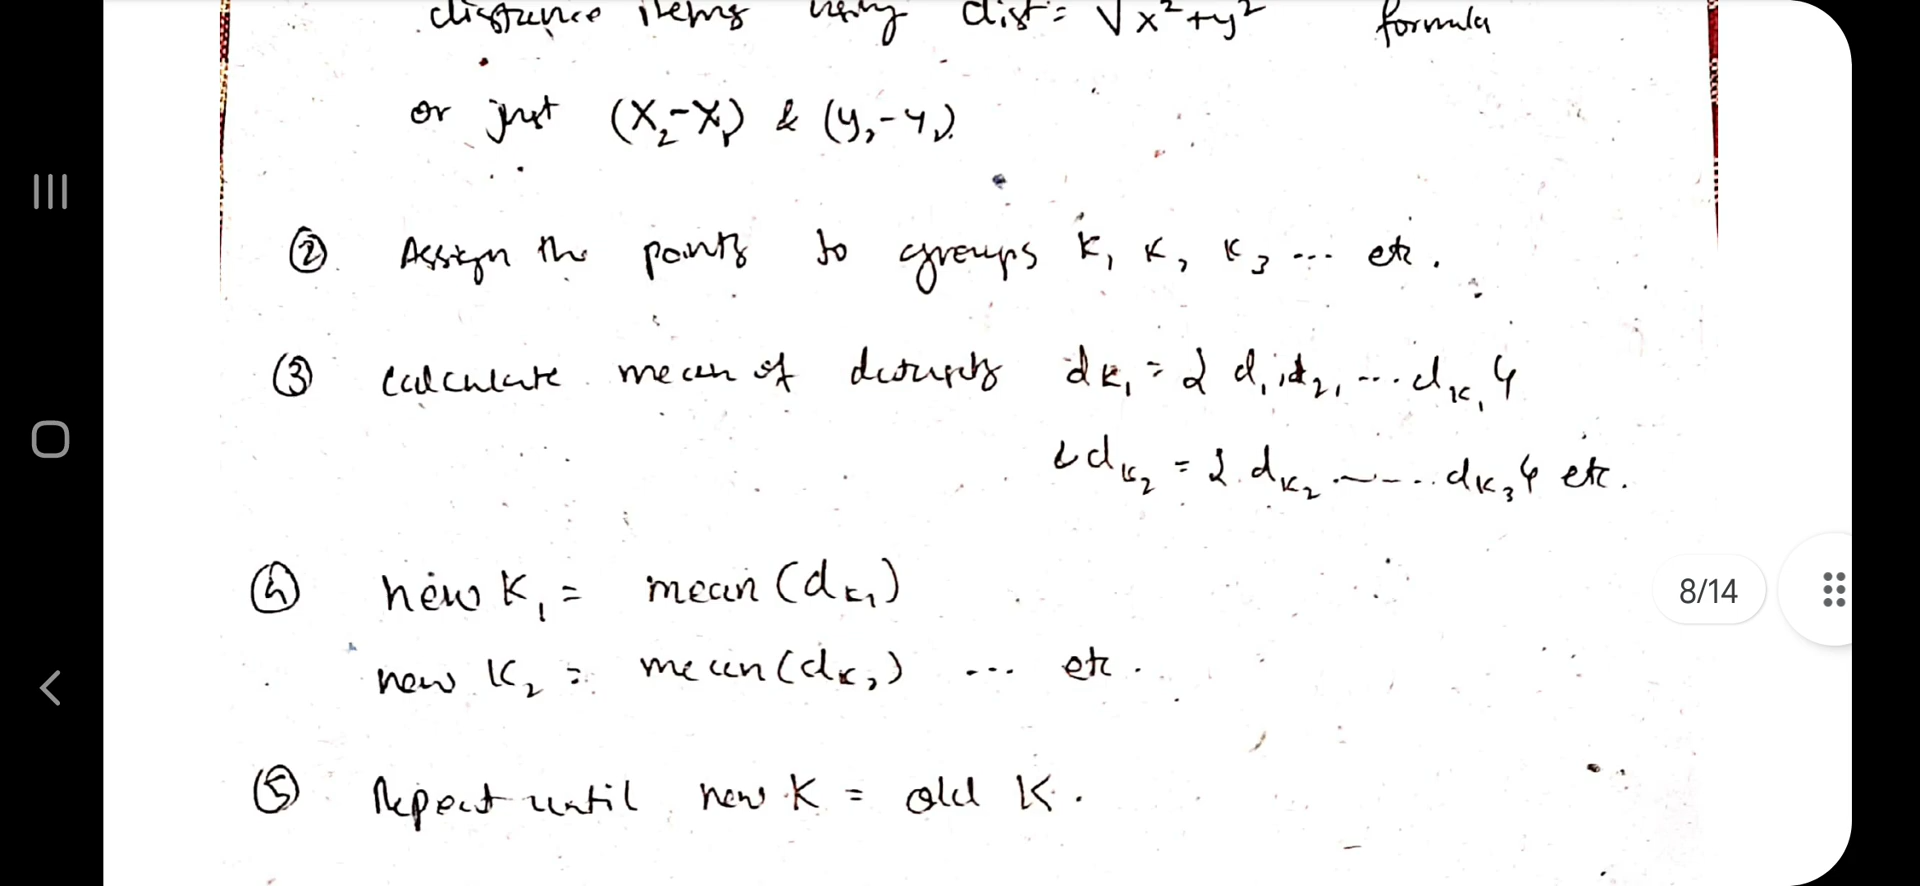 distance items using dist = √x²+y² formula
or just (X₂-X₁) & (y₂-y₁).
② Assign the points to groups K₁ K₂ K₃ ... etc.
③ Calculate mean of dK₁ = { d₁, d₂, ... dK₁ }
& dK₂ = { dK₂ ..... dK₃ } etc.
④ new K₁ = mean (dK₁)
new K₂ = mean (dK₂) ... etc.
8/14
⑤ Repeat until new K = old K.